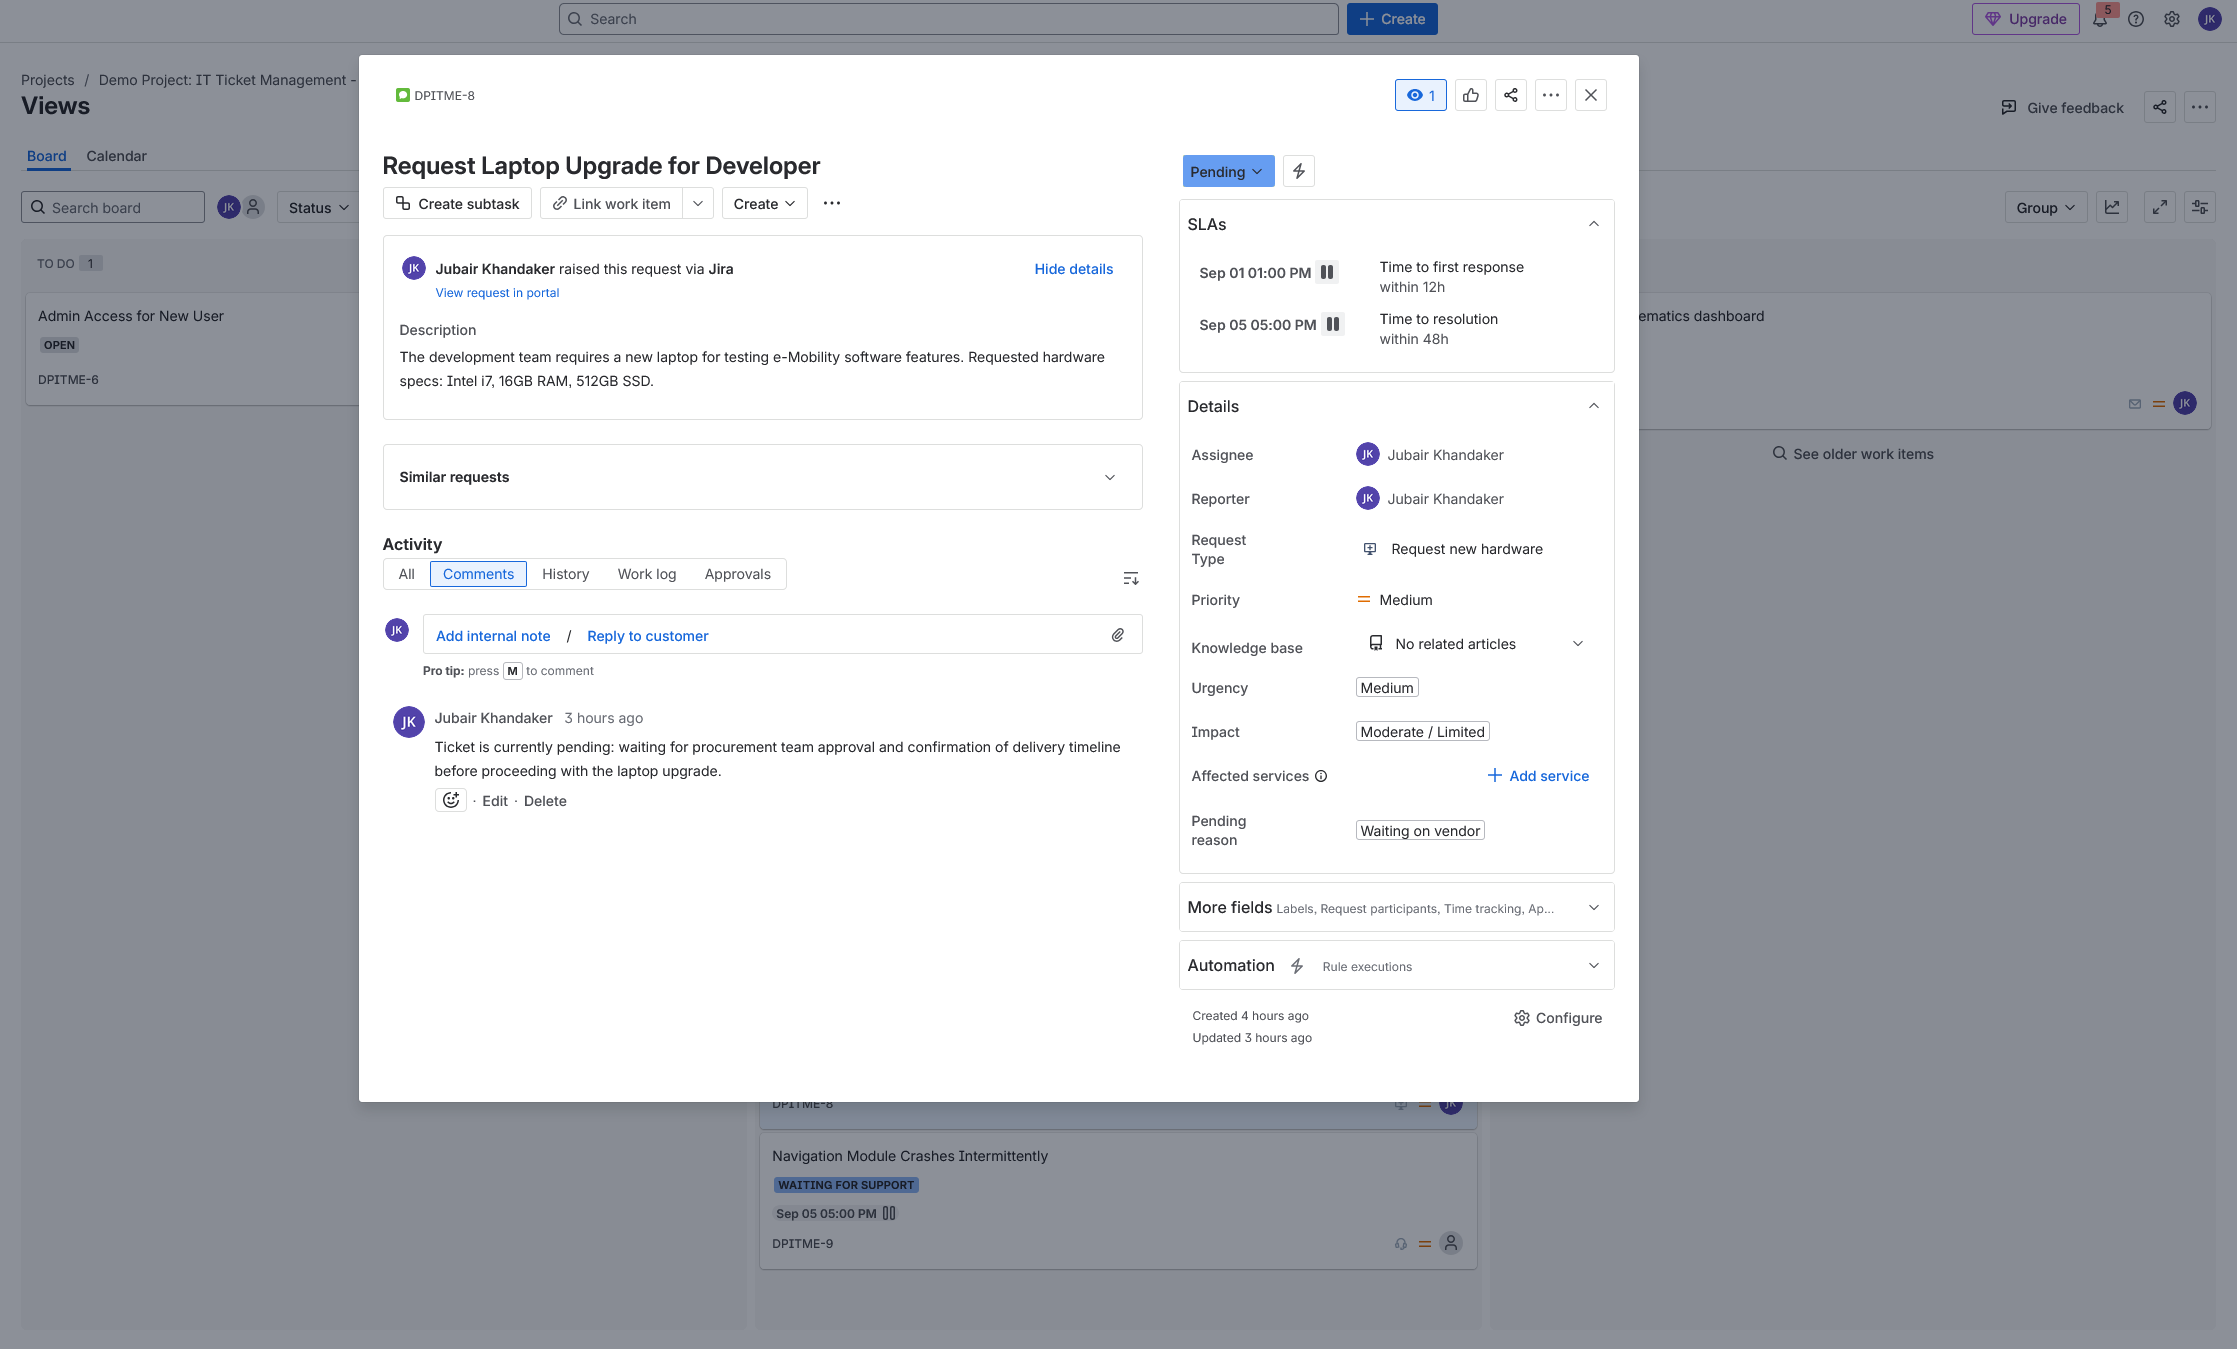 Search
Create
Upgrade
5
JK
Projects / Demo Project: IT Ticket Management -
Views
Give feedback
Board
Calendar
Search board
JK
Status
Group
TO DO 1
Admin Access for New User
OPEN
DPITME-6
ematics dashboard
JK
See older work items
DPITME-8
1
Request Laptop Upgrade for Developer
Create subtask
Link work item
Create
JK
Jubair Khandaker raised this request via Jira
Hide details
View request in portal
Description
The development team requires a new laptop for testing e-Mobility software features. Requested hardware
specs: Intel i7, 16GB RAM, 512GB SSD.
Similar requests
Activity
All
Comments
History
Work log
Approvals
JK
Add internal note / Reply to customer
Pro tip: press M to comment
JK
Jubair Khandaker 3 hours ago
Ticket is currently pending: waiting for procurement team approval and confirmation of delivery timeline
before proceeding with the laptop upgrade.
· Edit · Delete
Pending
SLAs
Sep 01 01:00 PM
Time to first response
within 12h
Sep 05 05:00 PM
Time to resolution
within 48h
Details
Assignee
JK
Jubair Khandaker
Reporter
JK
Jubair Khandaker
Request
Type
Request new hardware
Priority
Medium
Knowledge base
No related articles
Urgency
Medium
Impact
Moderate / Limited
Affected services
Add service
Pending
reason
Waiting on vendor
More fields Labels, Request participants, Time tracking, Ap...
Automation
Rule executions
Created 4 hours ago
Configure
Updated 3 hours ago
DPITME-8
JK
Navigation Module Crashes Intermittently
WAITING FOR SUPPORT
Sep 05 05:00 PM
DPITME-9